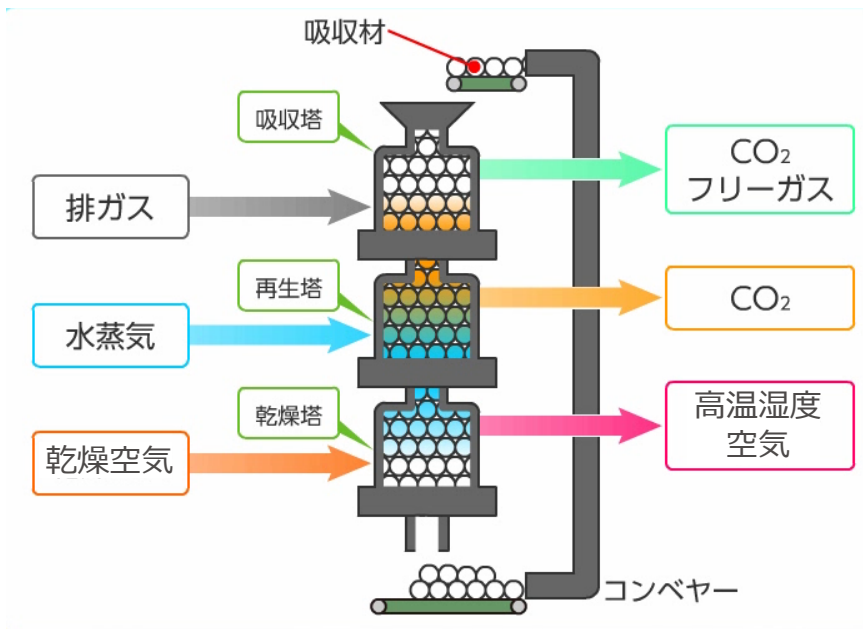 吸収材
吸収塔
排ガス
CO₂
フリーガス
再生塔
水蒸気
CO₂
乾燥塔
乾燥空気
高温湿度
空気
コンベヤー